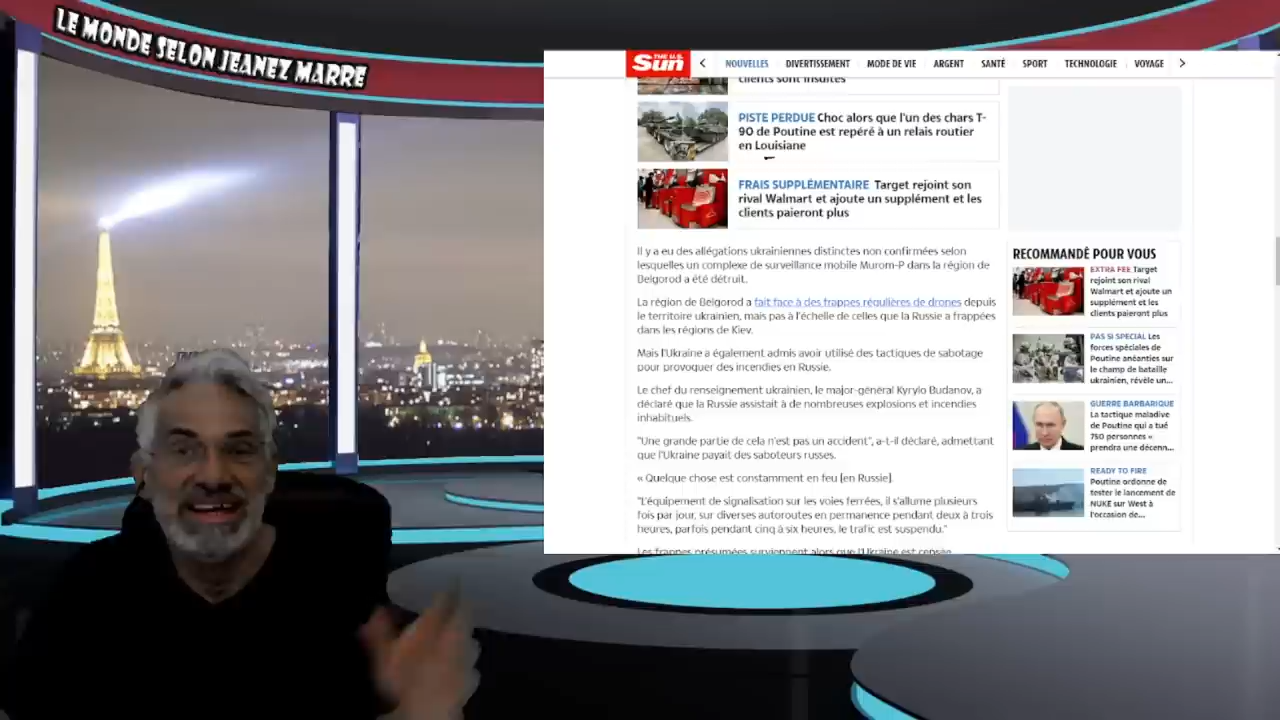 LE MONDE SELON JEANEZ MARRE
THE U.S.
Sun
NOUVELLES DIVERTISSEMENT MODE DE VIE ARGENT SANTÉ SPORT TECHNOLOGIE VOYAGE
clients sont insultés
PISTE PERDUE Choc alors que l'un des chars T-
90 de Poutine est repéré à un relais routier
en Louisiane
FRAIS SUPPLÉMENTAIRE Target rejoint son
rival Walmart et ajoute un supplément et les
clients paieront plus
Il y a eu des allégations ukrainiennes distinctes non confirmées selon
lesquelles un complexe de surveillance mobile Murom-P dans la région de
Belgorod a été détruit.
La région de Belgorod a fait face à des frappes régulières de drones depuis
le territoire ukrainien, mais pas à l'échelle de celles que la Russie a frappées
dans les régions de Kiev.
Mais l'Ukraine a également admis avoir utilisé des tactiques de sabotage
pour provoquer des incendies en Russie.
Le chef du renseignement ukrainien, le major-général Kyrylo Budanov, a
déclaré que la Russie assistait à de nombreuses explosions et incendies
inhabituels.
"Une grande partie de cela n'est pas un accident", a-t-il déclaré, admettant
que l'Ukraine payait des saboteurs russes.
« Quelque chose est constamment en feu [en Russie].
"L'équipement de signalisation sur les voies ferrées, il s'allume plusieurs
fois par jour, sur diverses autoroutes en permanence pendant deux à trois
heures, parfois pendant cinq à six heures, le trafic est suspendu."
Les frappes présumées surviennent alors que l'Ukraine est censée
RECOMMANDÉ POUR VOUS
EXTRA FEE Target
rejoint son rival
Walmart et ajoute un
supplément et les
clients paieront plus
PAS SI SPECIAL Les
forces spéciales de
Poutine anéanties sur
le champ de bataille
ukrainien, révèle un...
GUERRE BARBARIQUE
La tactique maladive
de Poutine qui a tué
750 personnes «
prendra une décenn...
READY TO FIRE
Poutine ordonne de
tester le lancement de
NUKE sur West à
l'occasion de...